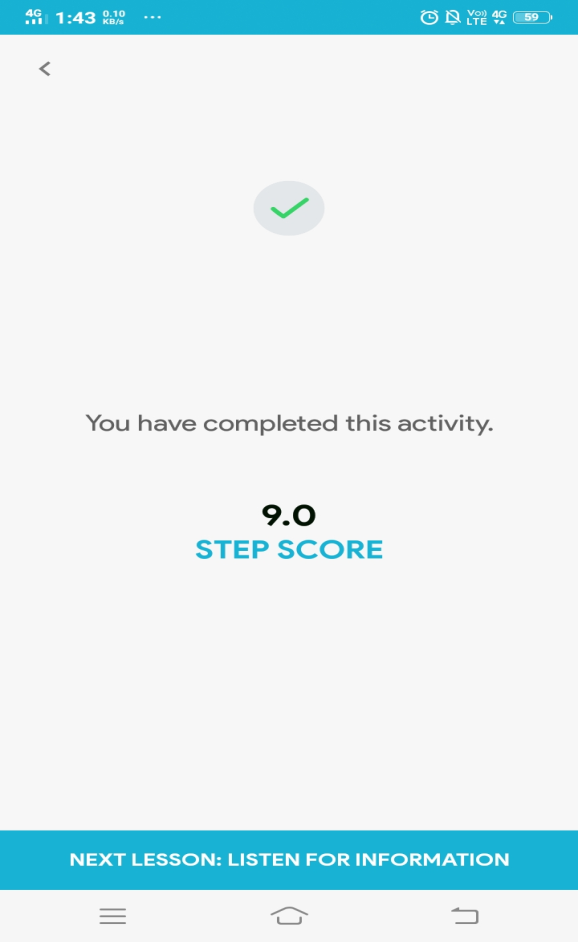 4G 1:43 0.10 KB/s ... Vo)) LTE 4G 59
You have completed this activity.
9.0
STEP SCORE
NEXT LESSON: LISTEN FOR INFORMATION